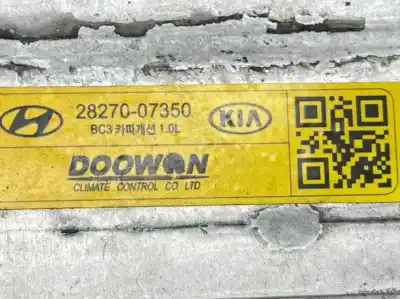 28270-07350
BC3 카파개선 1.0L
KIA
DOOWON
CLIMATE CONTROL CO LTD